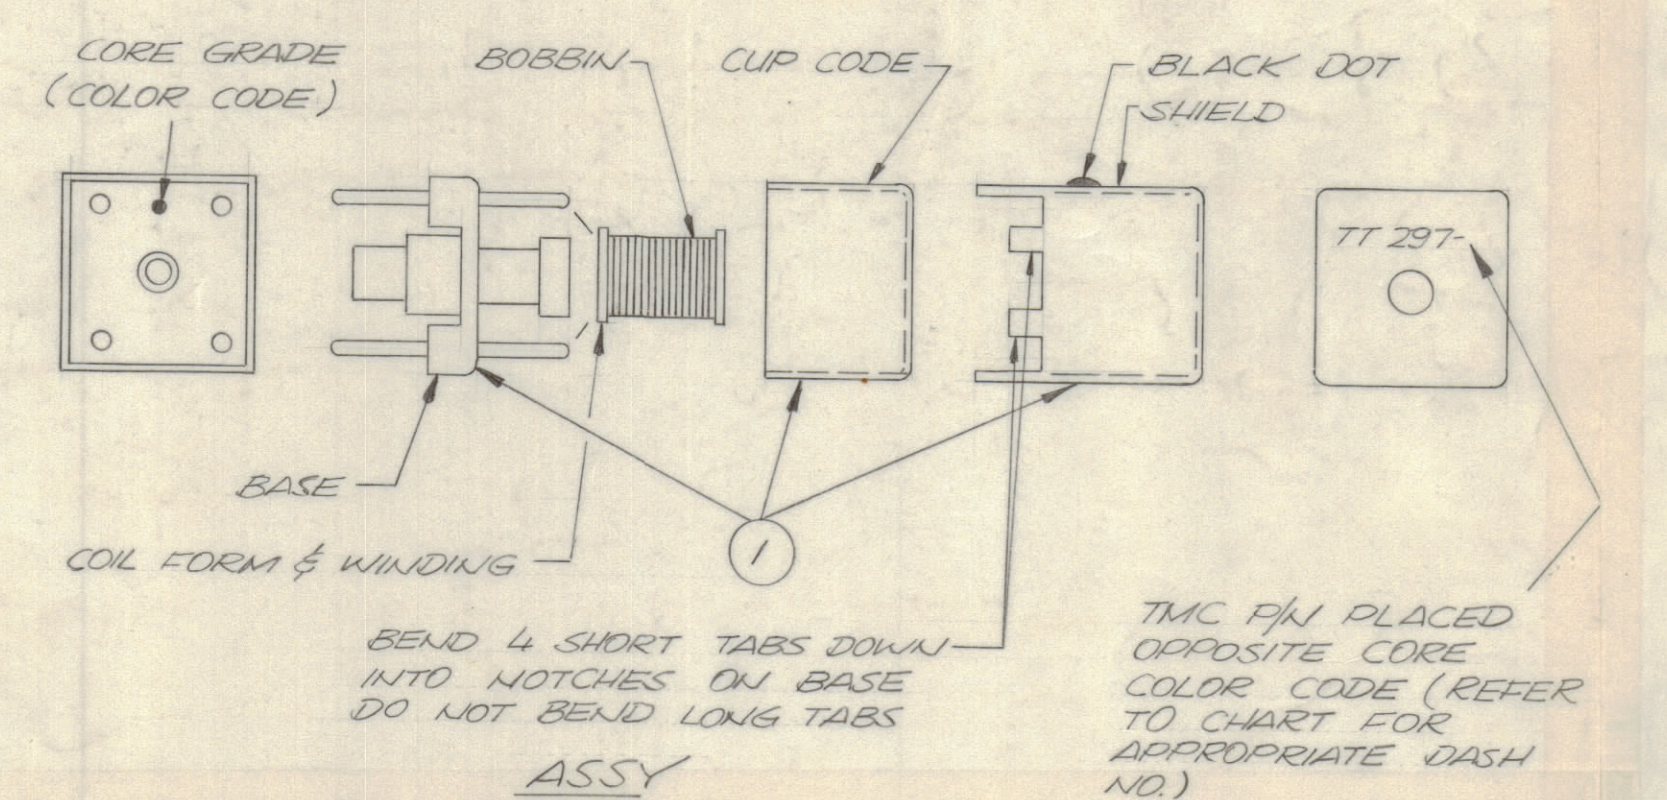 CORE GRADE
(COLOR CODE)
BOBBIN
CUP CODE
BLACK DOT
SHIELD
TT 297-
BASE
COIL FORM & WINDING
1
BEND 4 SHORT TABS DOWN
INTO NOTCHES ON BASE
DO NOT BEND LONG TABS
ASSY
TMC P/N PLACED
OPPOSITE CORE
COLOR CODE (REFER
TO CHART FOR
APPROPRIATE DASH
NO.)